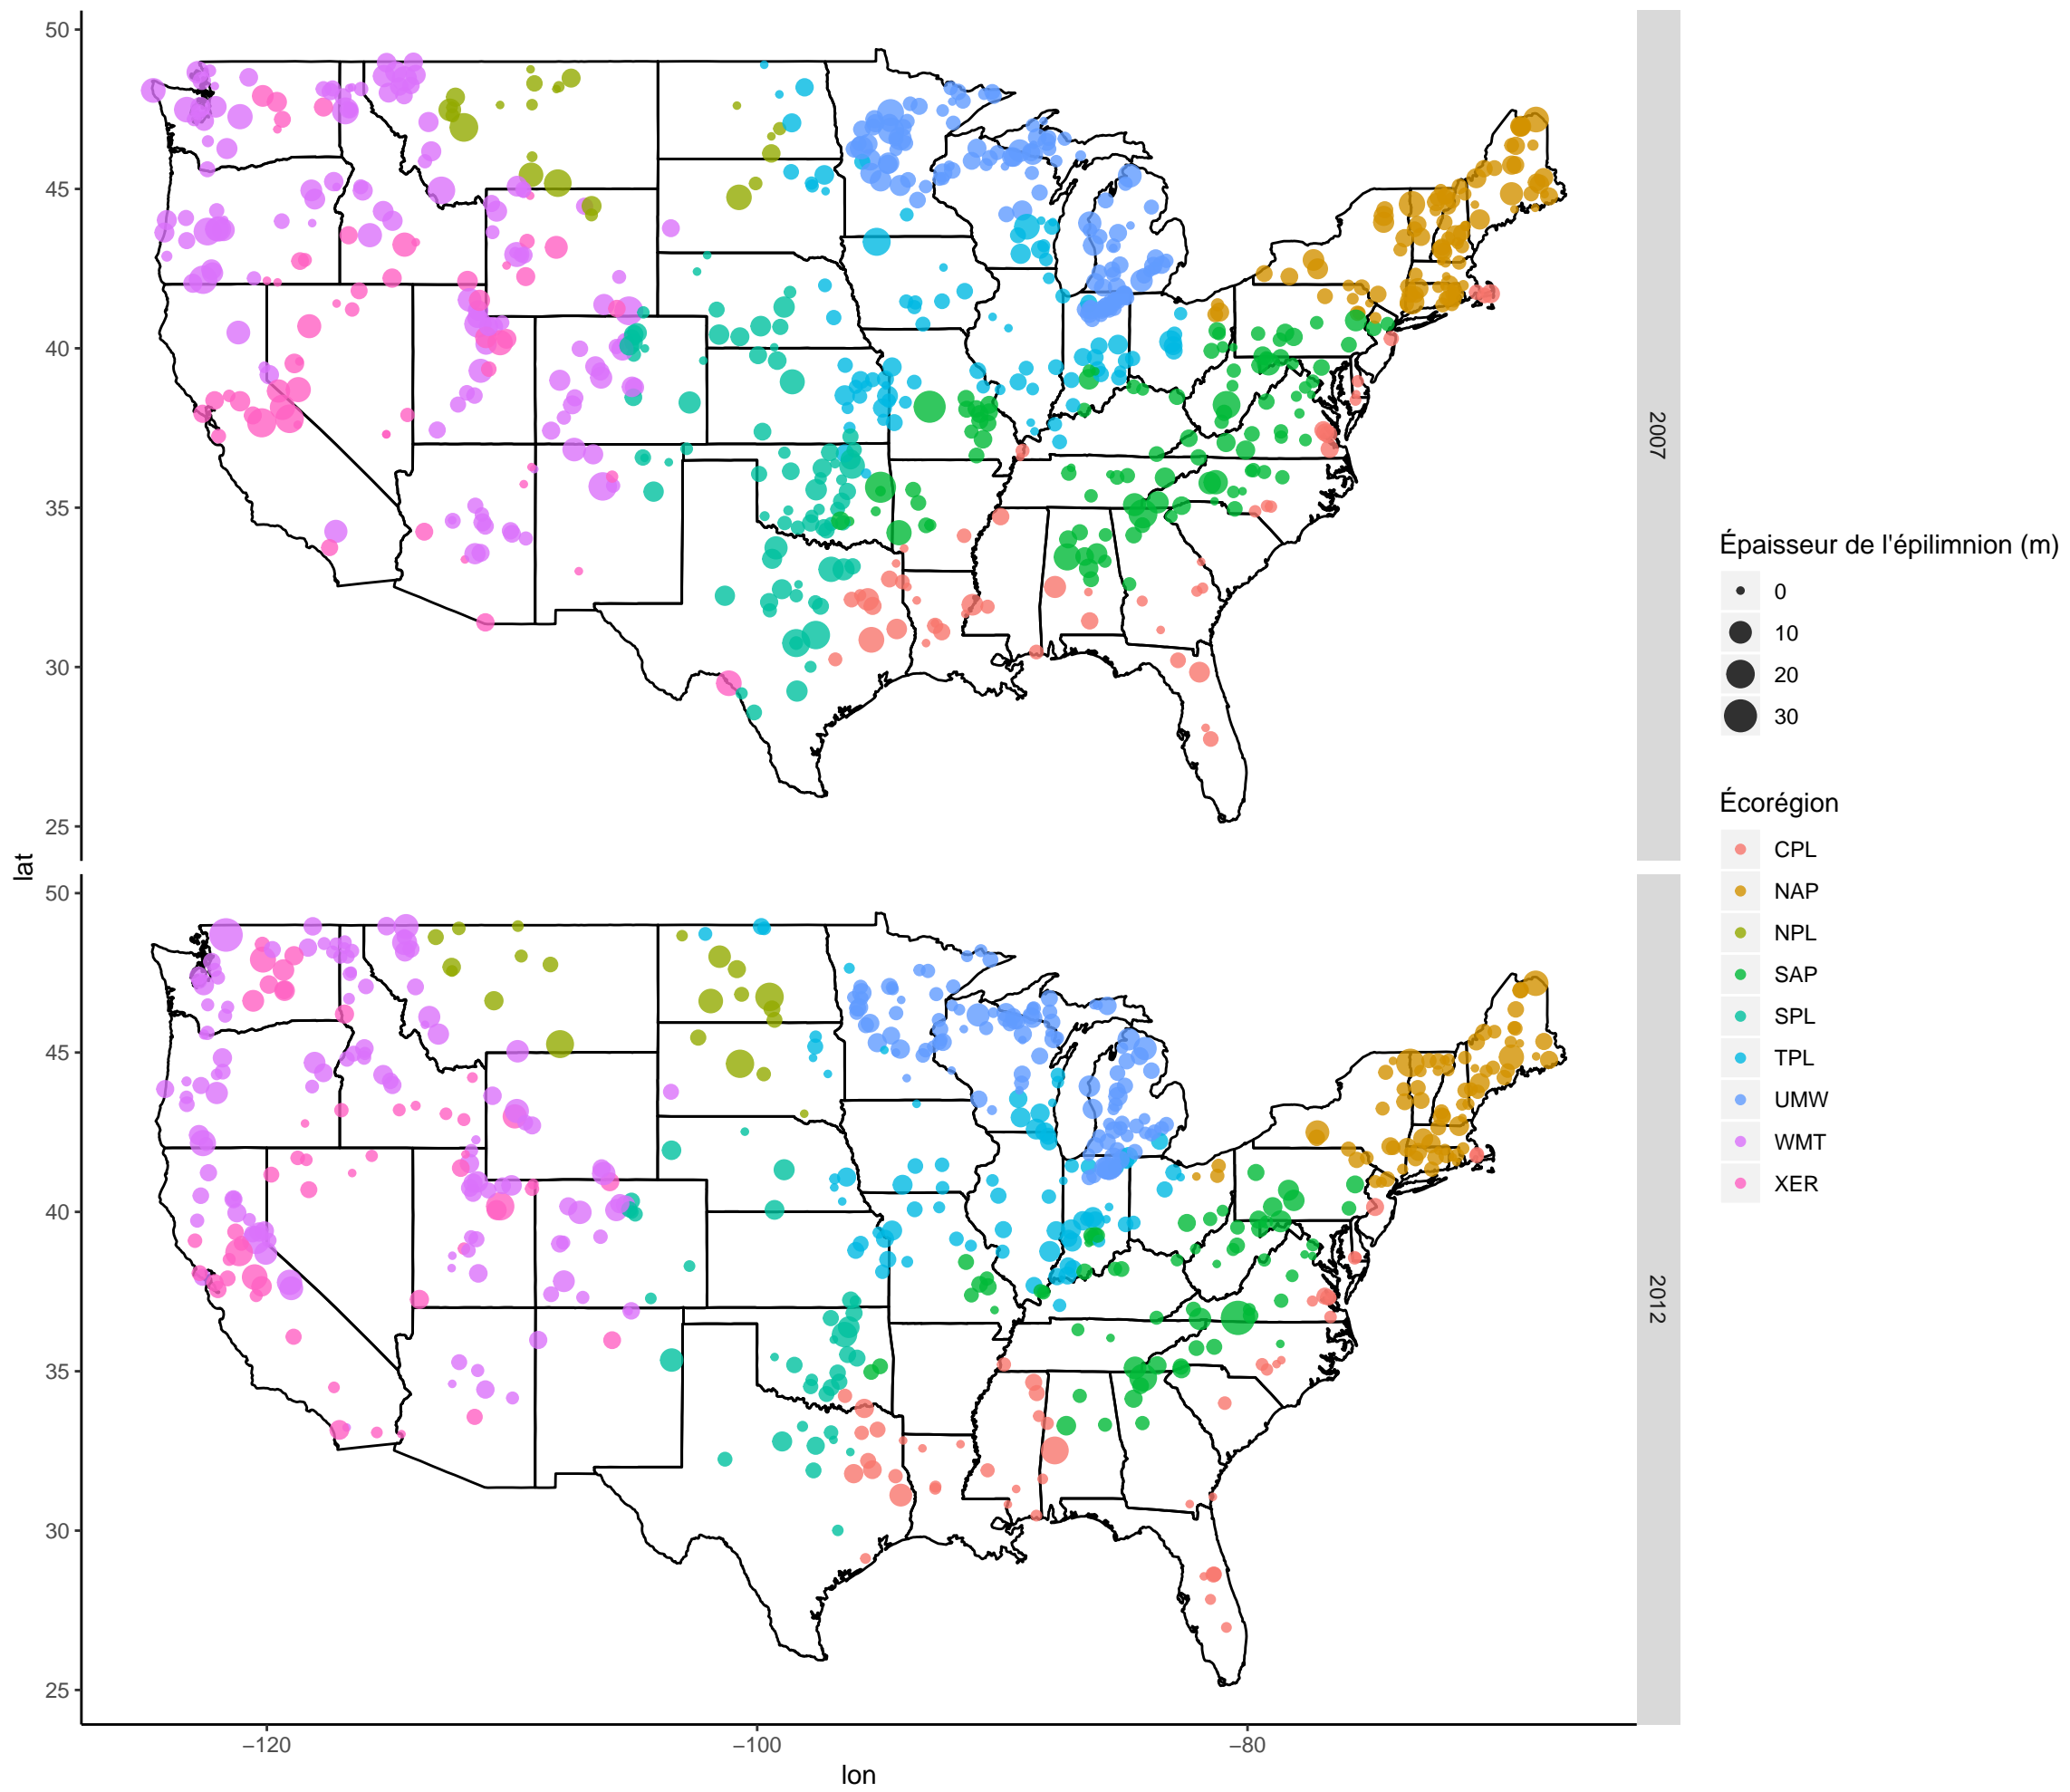 50
45
40
35
30
25
2007
50
45
40
35
30
25
2012
−120
−100
−80
lon
lat
Épaisseur de l'épilimnion (m)
0
10
20
30
Écorégion
CPL
NAP
NPL
SAP
SPL
TPL
UMW
WMT
XER